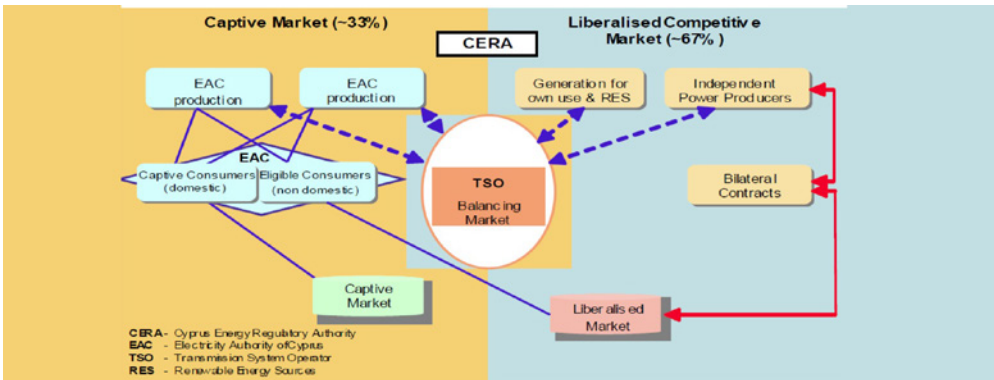 Captive Market (~33%)
Liberalised Competitive
Market (~67%)
CERA
EAC
production
EAC
production
Generation for
own use & RES
Independent
Power Producers
EAC
Captive Consumers
(domestic)
Eligible Consumers
(non domestic)
TSO
Balancing
Market
Bilateral
Contracts
Captive
Market
Liberalised
Market
CERA - Cyprus Energy Regulatory Authority
EAC - Electricity Authority of Cyprus
TSO - Transmission System Operator
RES - Renewable Energy Sources